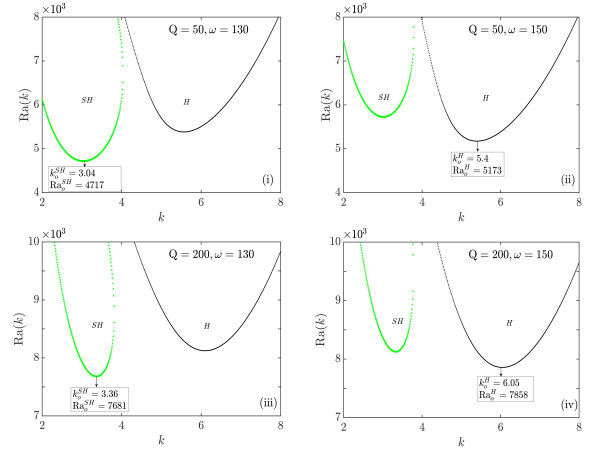 ×10³
Q = 50, ω = 130
8
7
6
5
4
Ra(k)
SH
H
k_o^SH = 3.04
Ra_o^SH = 4717
(i)
2 4 6 8
k
×10³
Q = 50, ω = 150
8
7
6
5
4
Ra(k)
SH
H
k_o^H = 5.4
Ra_o^H = 5173
(ii)
2 4 6 8
k
×10³
Q = 200, ω = 130
10
9
8
7
Ra(k)
SH
H
k_o^SH = 3.36
Ra_o^SH = 7681
(iii)
2 4 6 8
k
×10³
Q = 200, ω = 150
10
9
8
7
Ra(k)
SH
H
k_o^H = 6.05
Ra_o^H = 7858
(iv)
2 4 6 8
k